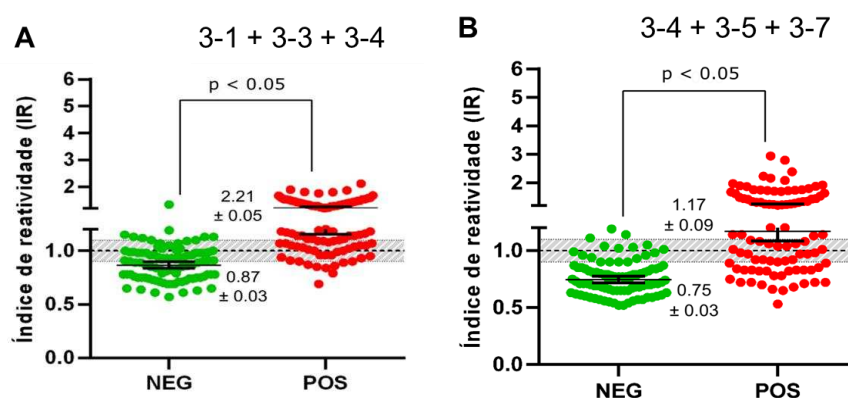 A
3-1 + 3-3 + 3-4
Índice de reatividade (IR)
6
5
4
3
2
1.0
0.5
0.0
p < 0.05
2.21
± 0.05
0.87
± 0.03
NEG
POS
B
3-4 + 3-5 + 3-7
Índice de reatividade (IR)
6
5
4
3
2
1.0
0.5
0.0
p < 0.05
1.17
± 0.09
0.75
± 0.03
NEG
POS